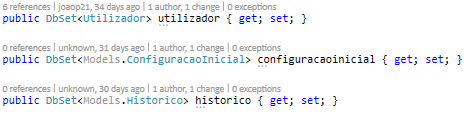 6 references | joaop21, 34 days ago | 1 author, 1 change | 0 exceptions
public DbSet<Utilizador> utilizador { get; set; }
0 references | unknown, 31 days ago | 1 author, 1 change | 0 exceptions
public DbSet<Models.ConfiguracaoInicial> configuracaoinicial { get; set; }
0 references | unknown, 30 days ago | 1 author, 1 change | 0 exceptions
public DbSet<Models.Historico> historico { get; set; }